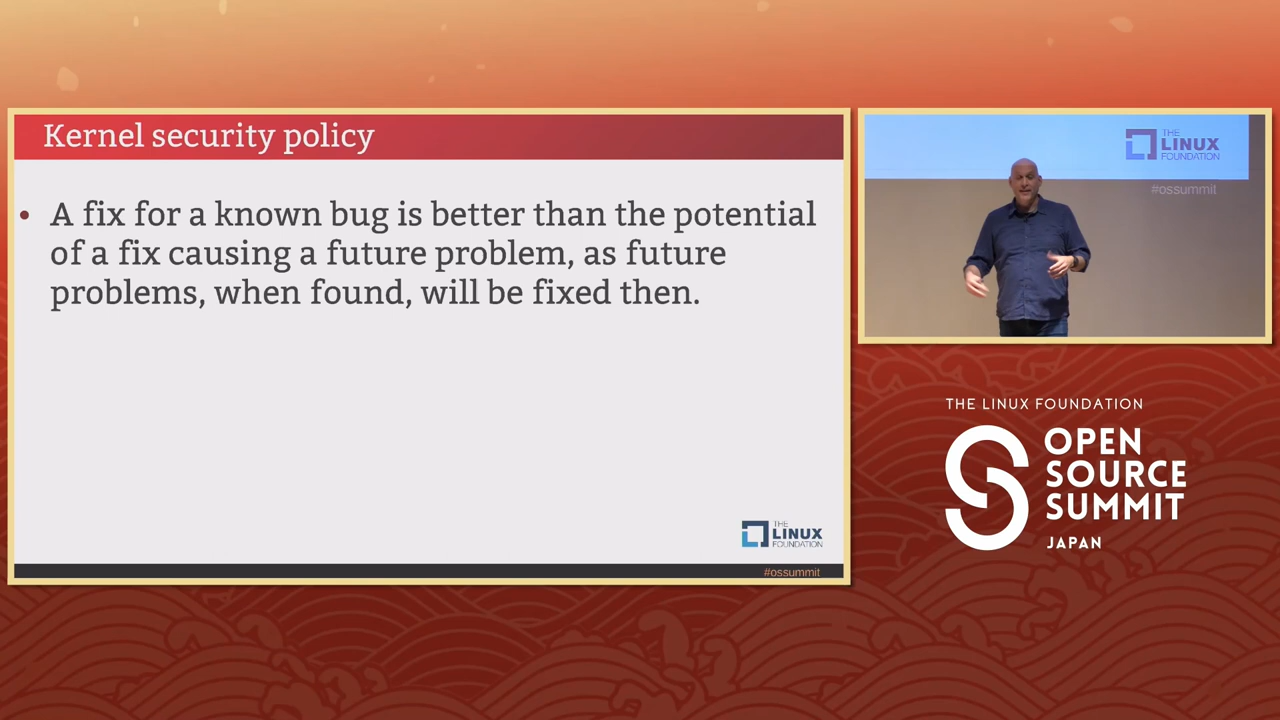 Kernel security policy
• A fix for a known bug is better than the potential
of a fix causing a future problem, as future
problems, when found, will be fixed then.
THE
LINUX
FOUNDATION
#ossummit
THE
LINUX
FOUNDATION
#ossummit
THE LINUX FOUNDATION
OPEN
SOURCE
SUMMIT
JAPAN